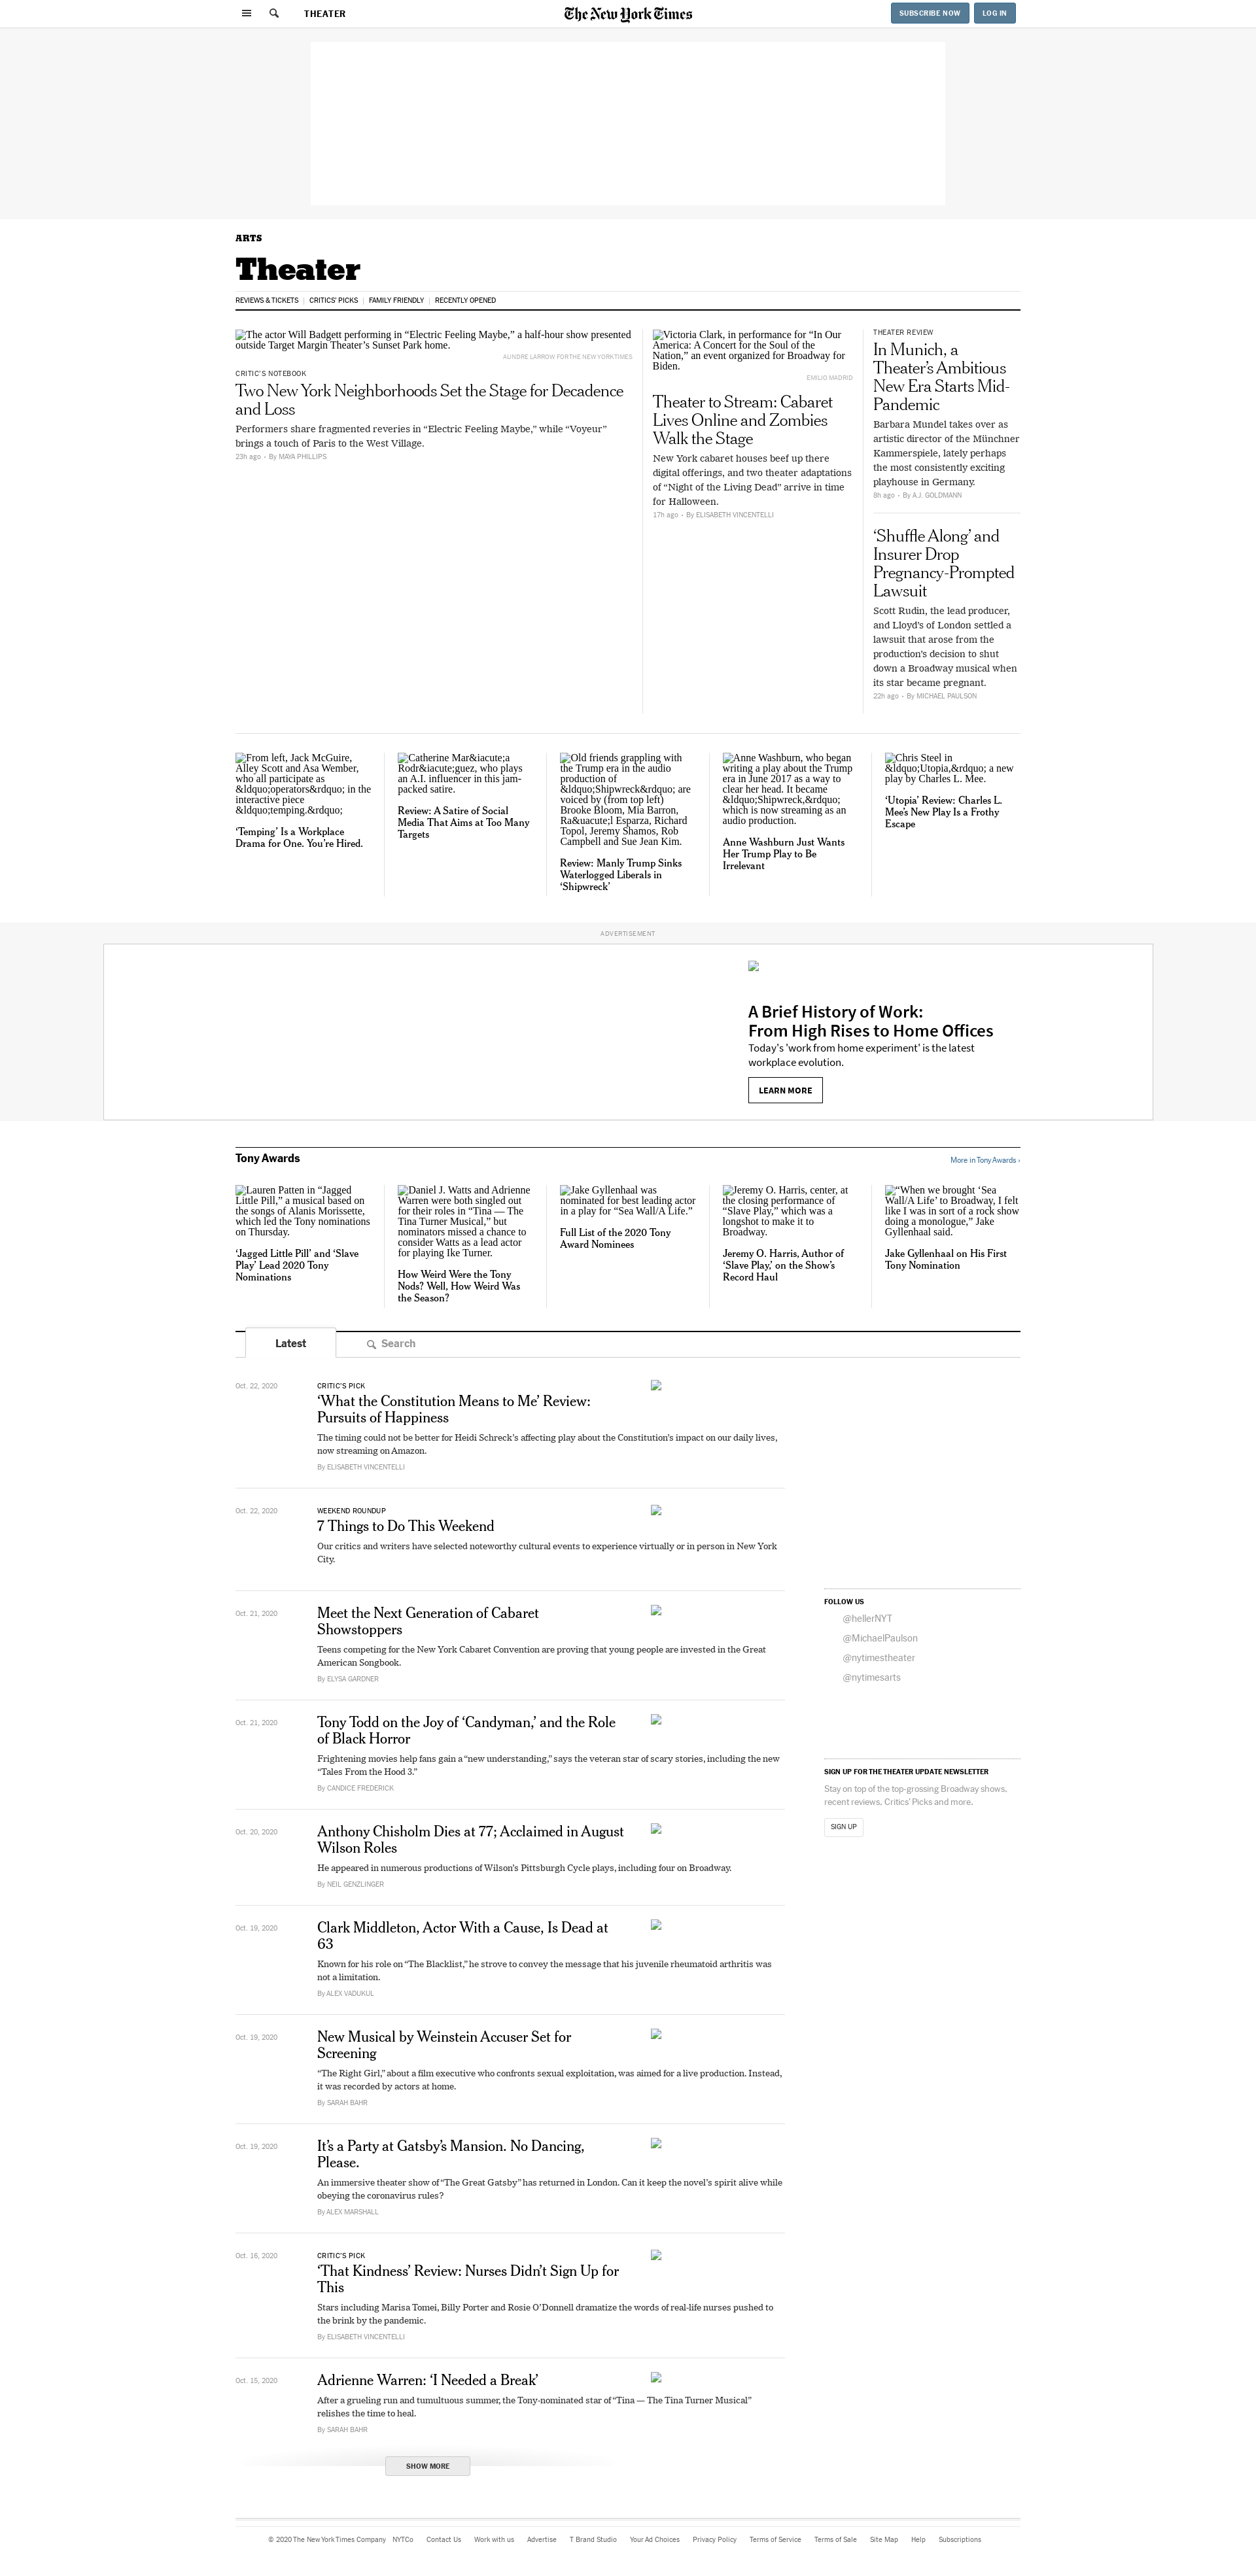 THEATER
The New York Times
SUBSCRIBE NOW
LOG IN
ARTS
Theater
REVIEWS & TICKETS | CRITICS' PICKS | FAMILY FRIENDLY | RECENTLY OPENED
The actor Will Badgett performing in “Electric Feeling Maybe,” a half-hour show presented
outside Target Margin Theater’s Sunset Park home.
AUNDRE LARROW FOR THE NEW YORK TIMES
CRITIC’S NOTEBOOK
Two New York Neighborhoods Set the Stage for Decadence
and Loss
Performers share fragmented reveries in “Electric Feeling Maybe,” while “Voyeur”
brings a touch of Paris to the West Village.
23h ago - By MAYA PHILLIPS
Victoria Clark, in performance for “In Our
America: A Concert for the Soul of the
Nation,” an event organized for Broadway for
Biden.
EMILIO MADRID
Theater to Stream: Cabaret
Lives Online and Zombies
Walk the Stage
New York cabaret houses beef up there
digital offerings, and two theater adaptations
of “Night of the Living Dead” arrive in time
for Halloween.
17h ago - By ELISABETH VINCENTELLI
THEATER REVIEW
In Munich, a
Theater’s Ambitious
New Era Starts Mid-
Pandemic
Barbara Mundel takes over as
artistic director of the Münchner
Kammerspiele, lately perhaps
the most consistently exciting
playhouse in Germany.
8h ago - By A.J. GOLDMANN
‘Shuffle Along’ and
Insurer Drop
Pregnancy-Prompted
Lawsuit
Scott Rudin, the lead producer,
and Lloyd’s of London settled a
lawsuit that arose from the
production’s decision to shut
down a Broadway musical when
its star became pregnant.
22h ago - By MICHAEL PAULSON
From left, Jack McGuire,
Alley Scott and Asa Wember,
who all participate as
&ldquo;operators&rdquo; in the
interactive piece
&ldquo;temping.&rdquo;
‘Temping’ Is a Workplace
Drama for One. You’re Hired.
Catherine Mar&iacute;a
Rodr&iacute;guez, who plays
an A.I. influencer in this jam-
packed satire.
Review: A Satire of Social
Media That Aims at Too Many
Targets
Old friends grappling with
the Trump era in the audio
production of
&ldquo;Shipwreck&rdquo; are
voiced by (from top left)
Brooke Bloom, Mia Barron,
Ra&uacute;l Esparza, Richard
Topol, Jeremy Shamos, Rob
Campbell and Sue Jean Kim.
Review: Manly Trump Sinks
Waterlogged Liberals in
‘Shipwreck’
Anne Washburn, who began
writing a play about the Trump
era in June 2017 as a way to
clear her head. It became
&ldquo;Shipwreck,&rdquo;
which is now streaming as an
audio production.
Anne Washburn Just Wants
Her Trump Play to Be
Irrelevant
Chris Steel in
&ldquo;Utopia,&rdquo; a new
play by Charles L. Mee.
‘Utopia’ Review: Charles L.
Mee’s New Play Is a Frothy
Escape
ADVERTISEMENT
A Brief History of Work:
From High Rises to Home Offices
Today's 'work from home experiment' is the latest
workplace evolution.
LEARN MORE
Tony Awards
More in Tony Awards ›
Lauren Patten in “Jagged
Little Pill,” a musical based on
the songs of Alanis Morissette,
which led the Tony nominations
on Thursday.
‘Jagged Little Pill’ and ‘Slave
Play’ Lead 2020 Tony
Nominations
Daniel J. Watts and Adrienne
Warren were both singled out
for their roles in “Tina — The
Tina Turner Musical,” but
nominators missed a chance to
consider Watts as a lead actor
for playing Ike Turner.
How Weird Were the Tony
Nods? Well, How Weird Was
the Season?
Jake Gyllenhaal was
nominated for best leading actor
in a play for “Sea Wall/A Life.”
Full List of the 2020 Tony
Award Nominees
Jeremy O. Harris, center, at
the closing performance of
“Slave Play,” which was a
longshot to make it to
Broadway.
Jeremy O. Harris, Author of
‘Slave Play,’ on the Show’s
Record Haul
“When we brought ‘Sea
Wall/A Life’ to Broadway, I felt
like I was in sort of a rock show
doing a monologue,” Jake
Gyllenhaal said.
Jake Gyllenhaal on His First
Tony Nomination
Latest
Search
Oct. 22, 2020
CRITIC’S PICK
‘What the Constitution Means to Me’ Review:
Pursuits of Happiness
The timing could not be better for Heidi Schreck’s affecting play about the Constitution’s impact on our daily lives,
now streaming on Amazon.
By ELISABETH VINCENTELLI
Oct. 22, 2020
WEEKEND ROUNDUP
7 Things to Do This Weekend
Our critics and writers have selected noteworthy cultural events to experience virtually or in person in New York
City.
Oct. 21, 2020
Meet the Next Generation of Cabaret
Showstoppers
Teens competing for the New York Cabaret Convention are proving that young people are invested in the Great
American Songbook.
By ELYSA GARDNER
Oct. 21, 2020
Tony Todd on the Joy of ‘Candyman,’ and the Role
of Black Horror
Frightening movies help fans gain a “new understanding,” says the veteran star of scary stories, including the new
“Tales From the Hood 3.”
By CANDICE FREDERICK
Oct. 20, 2020
Anthony Chisholm Dies at 77; Acclaimed in August
Wilson Roles
He appeared in numerous productions of Wilson’s Pittsburgh Cycle plays, including four on Broadway.
By NEIL GENZLINGER
Oct. 19, 2020
Clark Middleton, Actor With a Cause, Is Dead at
63
Known for his role on “The Blacklist,” he strove to convey the message that his juvenile rheumatoid arthritis was
not a limitation.
By ALEX VADUKUL
Oct. 19, 2020
New Musical by Weinstein Accuser Set for
Screening
“The Right Girl,” about a film executive who confronts sexual exploitation, was aimed for a live production. Instead,
it was recorded by actors at home.
By SARAH BAHR
Oct. 19, 2020
It’s a Party at Gatsby’s Mansion. No Dancing,
Please.
An immersive theater show of “The Great Gatsby” has returned in London. Can it keep the novel’s spirit alive while
obeying the coronavirus rules?
By ALEX MARSHALL
Oct. 16, 2020
CRITIC’S PICK
‘That Kindness’ Review: Nurses Didn’t Sign Up for
This
Stars including Marisa Tomei, Billy Porter and Rosie O’Donnell dramatize the words of real-life nurses pushed to
the brink by the pandemic.
By ELISABETH VINCENTELLI
Oct. 15, 2020
Adrienne Warren: ‘I Needed a Break’
After a grueling run and tumultuous summer, the Tony-nominated star of “Tina — The Tina Turner Musical”
relishes the time to heal.
By SARAH BAHR
SHOW MORE
FOLLOW US
@hellerNYT
@MichaelPaulson
@nytimestheater
@nytimesarts
SIGN UP FOR THE THEATER UPDATE NEWSLETTER
Stay on top of the top-grossing Broadway shows,
recent reviews, Critics’ Picks and more.
SIGN UP
© 2020 The New York Times Company NYTCo Contact Us Work with us Advertise T Brand Studio Your Ad Choices Privacy Policy Terms of Service Terms of Sale Site Map Help Subscriptions